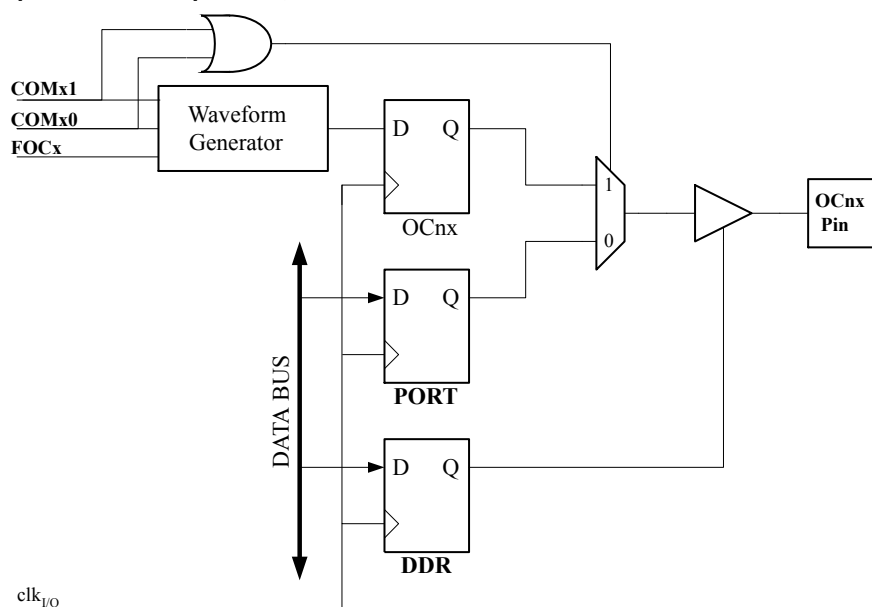 COMx1
COMx0
FOCx
Waveform
Generator
D Q
OCnx
1
0
OCnx
Pin
D Q
PORT
DATA BUS
D Q
DDR
clkI/O